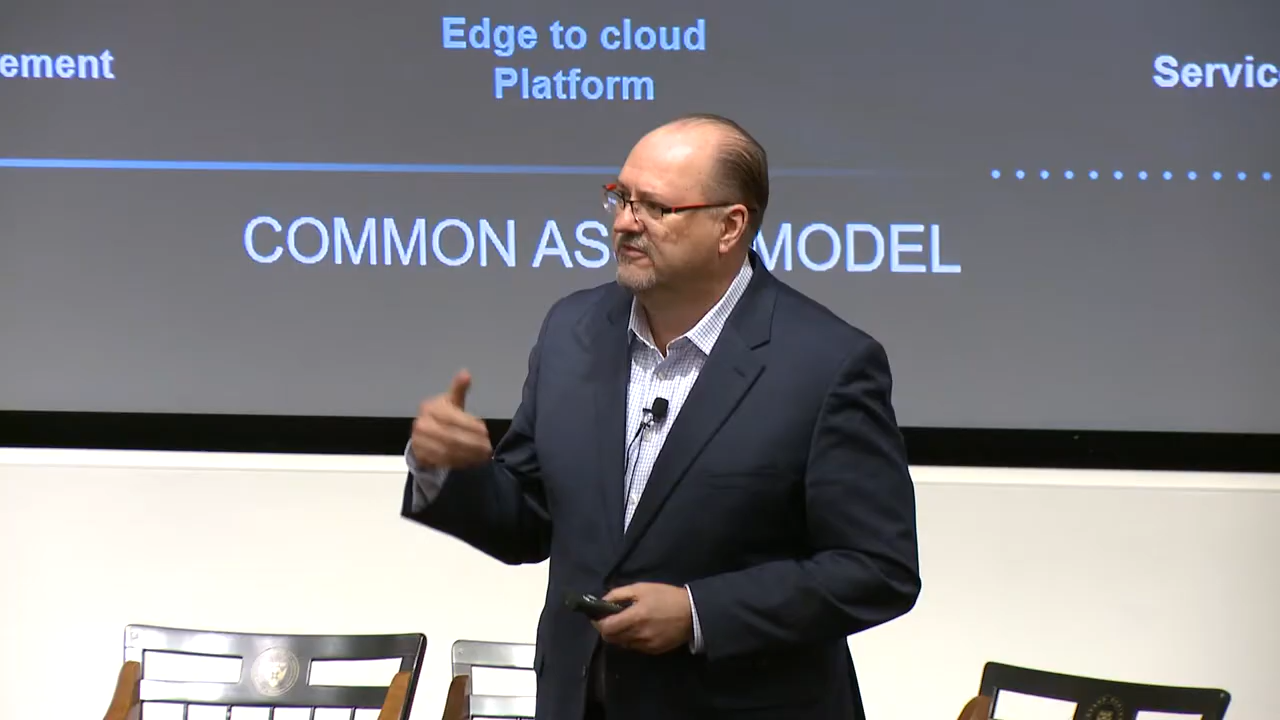 ement
Edge to cloud
Platform
Servic
COMMON AS MODEL